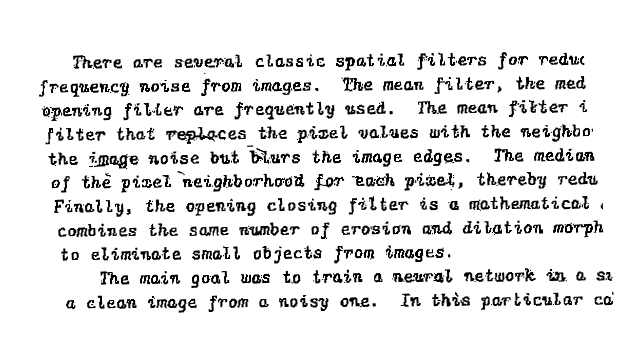 There are several classic spatial filters for
frequency noise from images. The mean filter, the med
opening filter are frequently used. The mean filter i
filter that replaces the pixel values with the neighbo
the image noise but blurs the image edges. The median
of the pixel neighborhood for each pixel, thereby redu
Finally, the opening closing filter is a mathematical
combines the same number of erosion and dilation morph
to eliminate small objects from images.
The main goal was to train a neural network in a
a clean image from a noisy one. In this particular